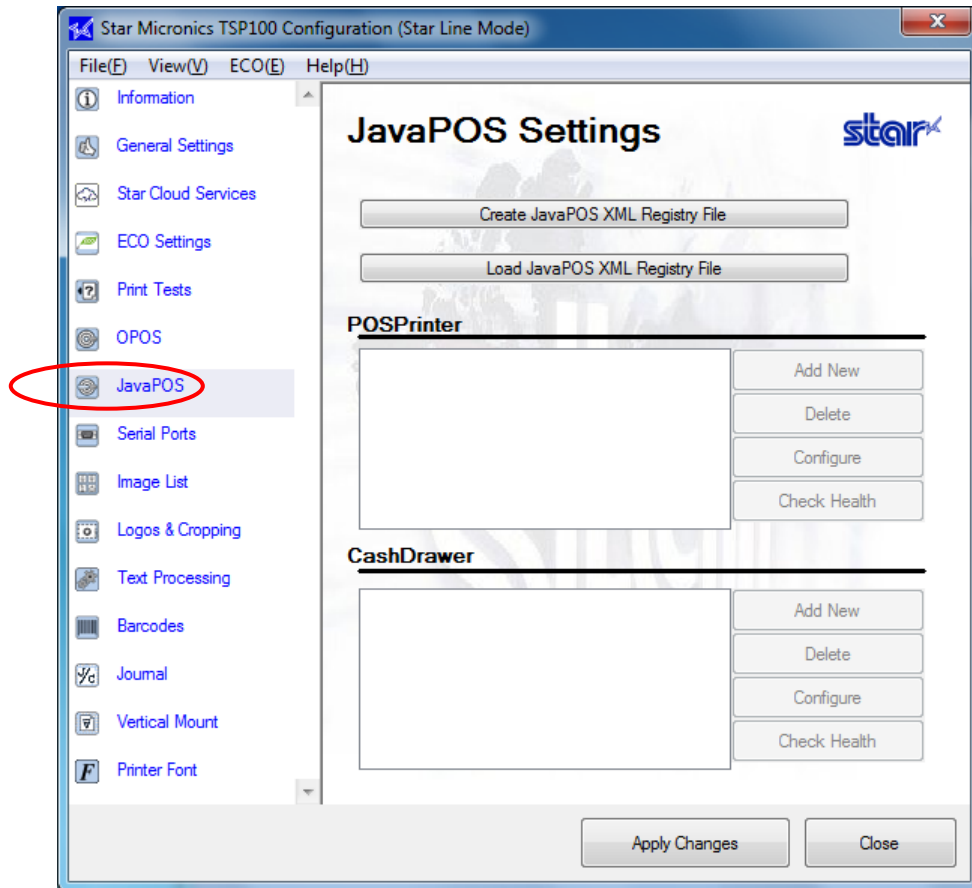 Star Micronics TSP100 Configuration (Star Line Mode)
File(F) View(V) ECO(E) Help(H)
Information
General Settings
Star Cloud Services
ECO Settings
Print Tests
OPOS
JavaPOS
Serial Ports
Image List
Logos & Cropping
Text Processing
Barcodes
Journal
Vertical Mount
Printer Font
JavaPOS Settings
star
Create JavaPOS XML Registry File
Load JavaPOS XML Registry File
POSPrinter
Add New
Delete
Configure
Check Health
CashDrawer
Add New
Delete
Configure
Check Health
Apply Changes
Close